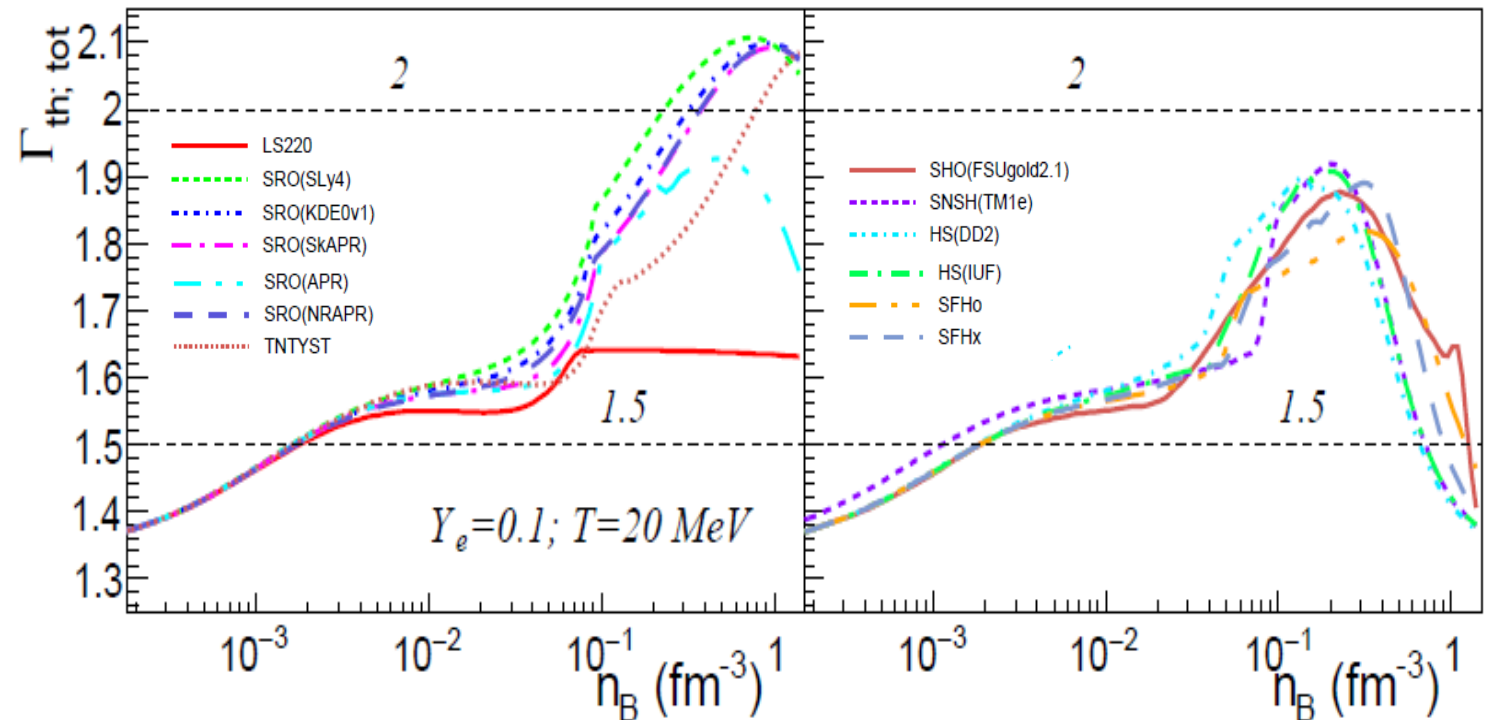 Γth; tot
2.1
2
1.9
1.8
1.7
1.6
1.5
1.4
1.3
2
LS220
SRO(SLy4)
SRO(KDE0v1)
SRO(SkAPR)
SRO(APR)
SRO(NRAPR)
TNTYST
1.5
Ye=0.1; T=20 MeV
10⁻³
10⁻²
10⁻¹
1
nB (fm⁻³)
2
SHO(FSUgold2.1)
SNSH(TM1e)
HS(DD2)
HS(IUF)
SFHo
SFHx
1.5
10⁻³
10⁻²
10⁻¹
1
nB (fm⁻³)